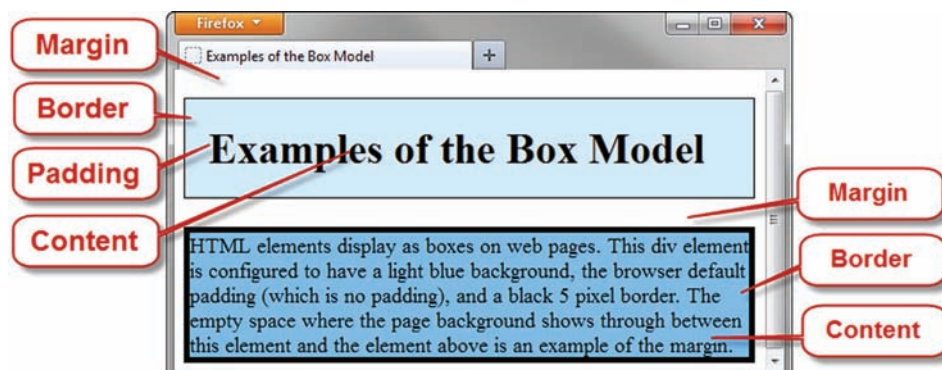 Firefox
Examples of the Box Model
Margin
Border
Padding
Content
Examples of the Box Model
Margin
Border
Content
HTML elements display as boxes on web pages. This div element
is configured to have a light blue background, the browser default
padding (which is no padding), and a black 5 pixel border. The
empty space where the page background shows through between
this element and the element above is an example of the margin.